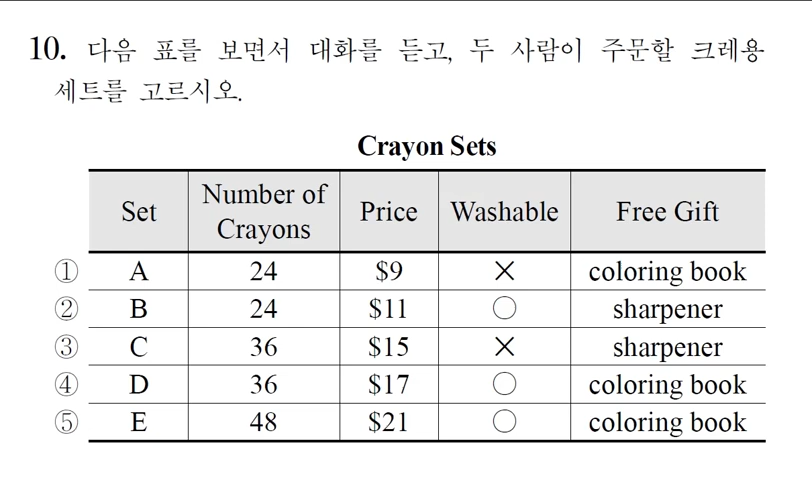 10. 다음 표를 보면서 대화를 듣고, 두 사람이 주문할 크레용
세트를 고르시오.
Crayon Sets
Set Number of Crayons Price Washable Free Gift
① A 24 $9 × coloring book
② B 24 $11 ○ sharpener
③ C 36 $15 × sharpener
④ D 36 $17 ○ coloring book
⑤ E 48 $21 ○ coloring book